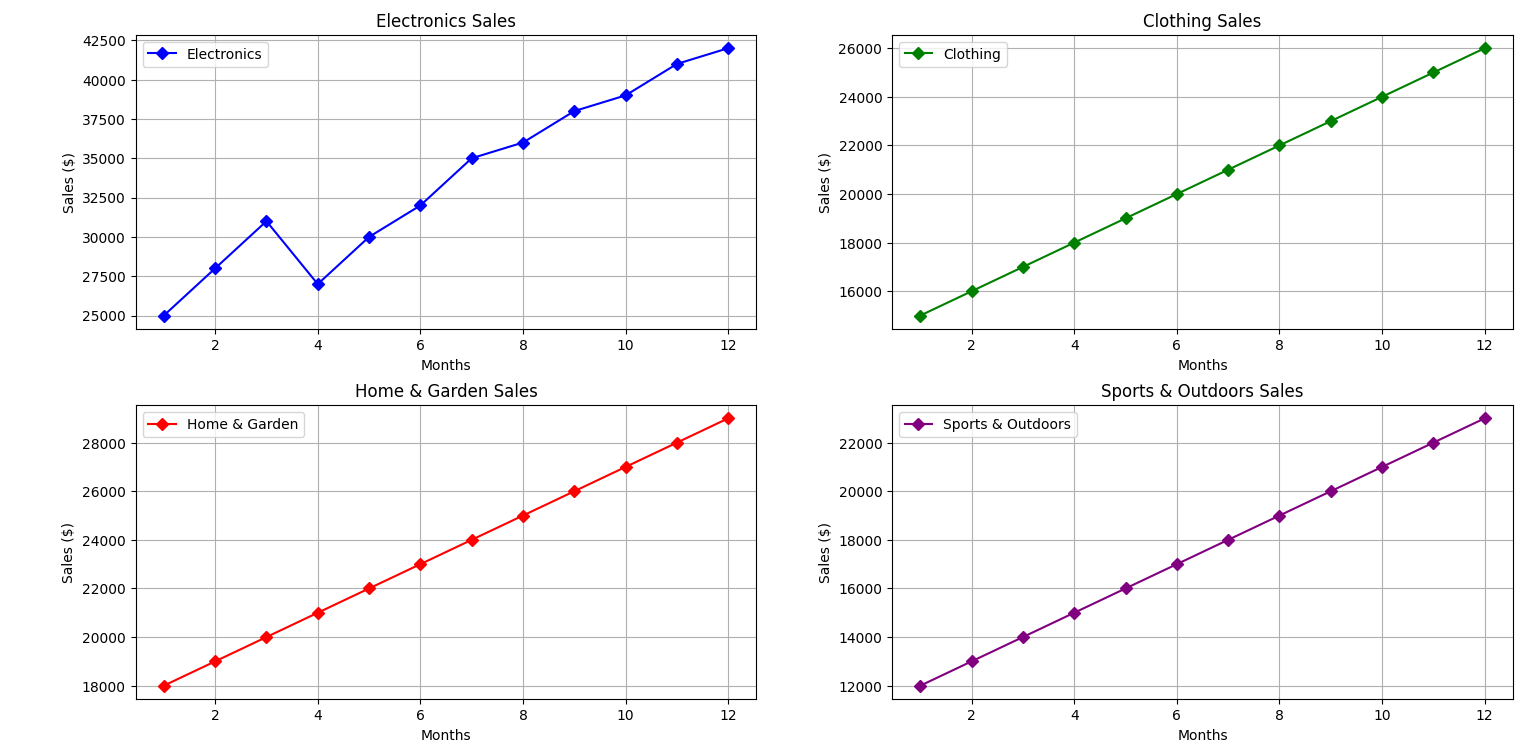 Electronics Sales
42500
40000
37500
35000
32500
30000
27500
25000
Sales ($)
Electronics
2 4 6 8 10 12
Months
Clothing Sales
26000
24000
22000
20000
18000
16000
Sales ($)
Clothing
2 4 6 8 10 12
Months
Home & Garden Sales
28000
26000
24000
22000
20000
18000
Sales ($)
Home & Garden
2 4 6 8 10 12
Months
Sports & Outdoors Sales
22000
20000
18000
16000
14000
12000
Sales ($)
Sports & Outdoors
2 4 6 8 10 12
Months